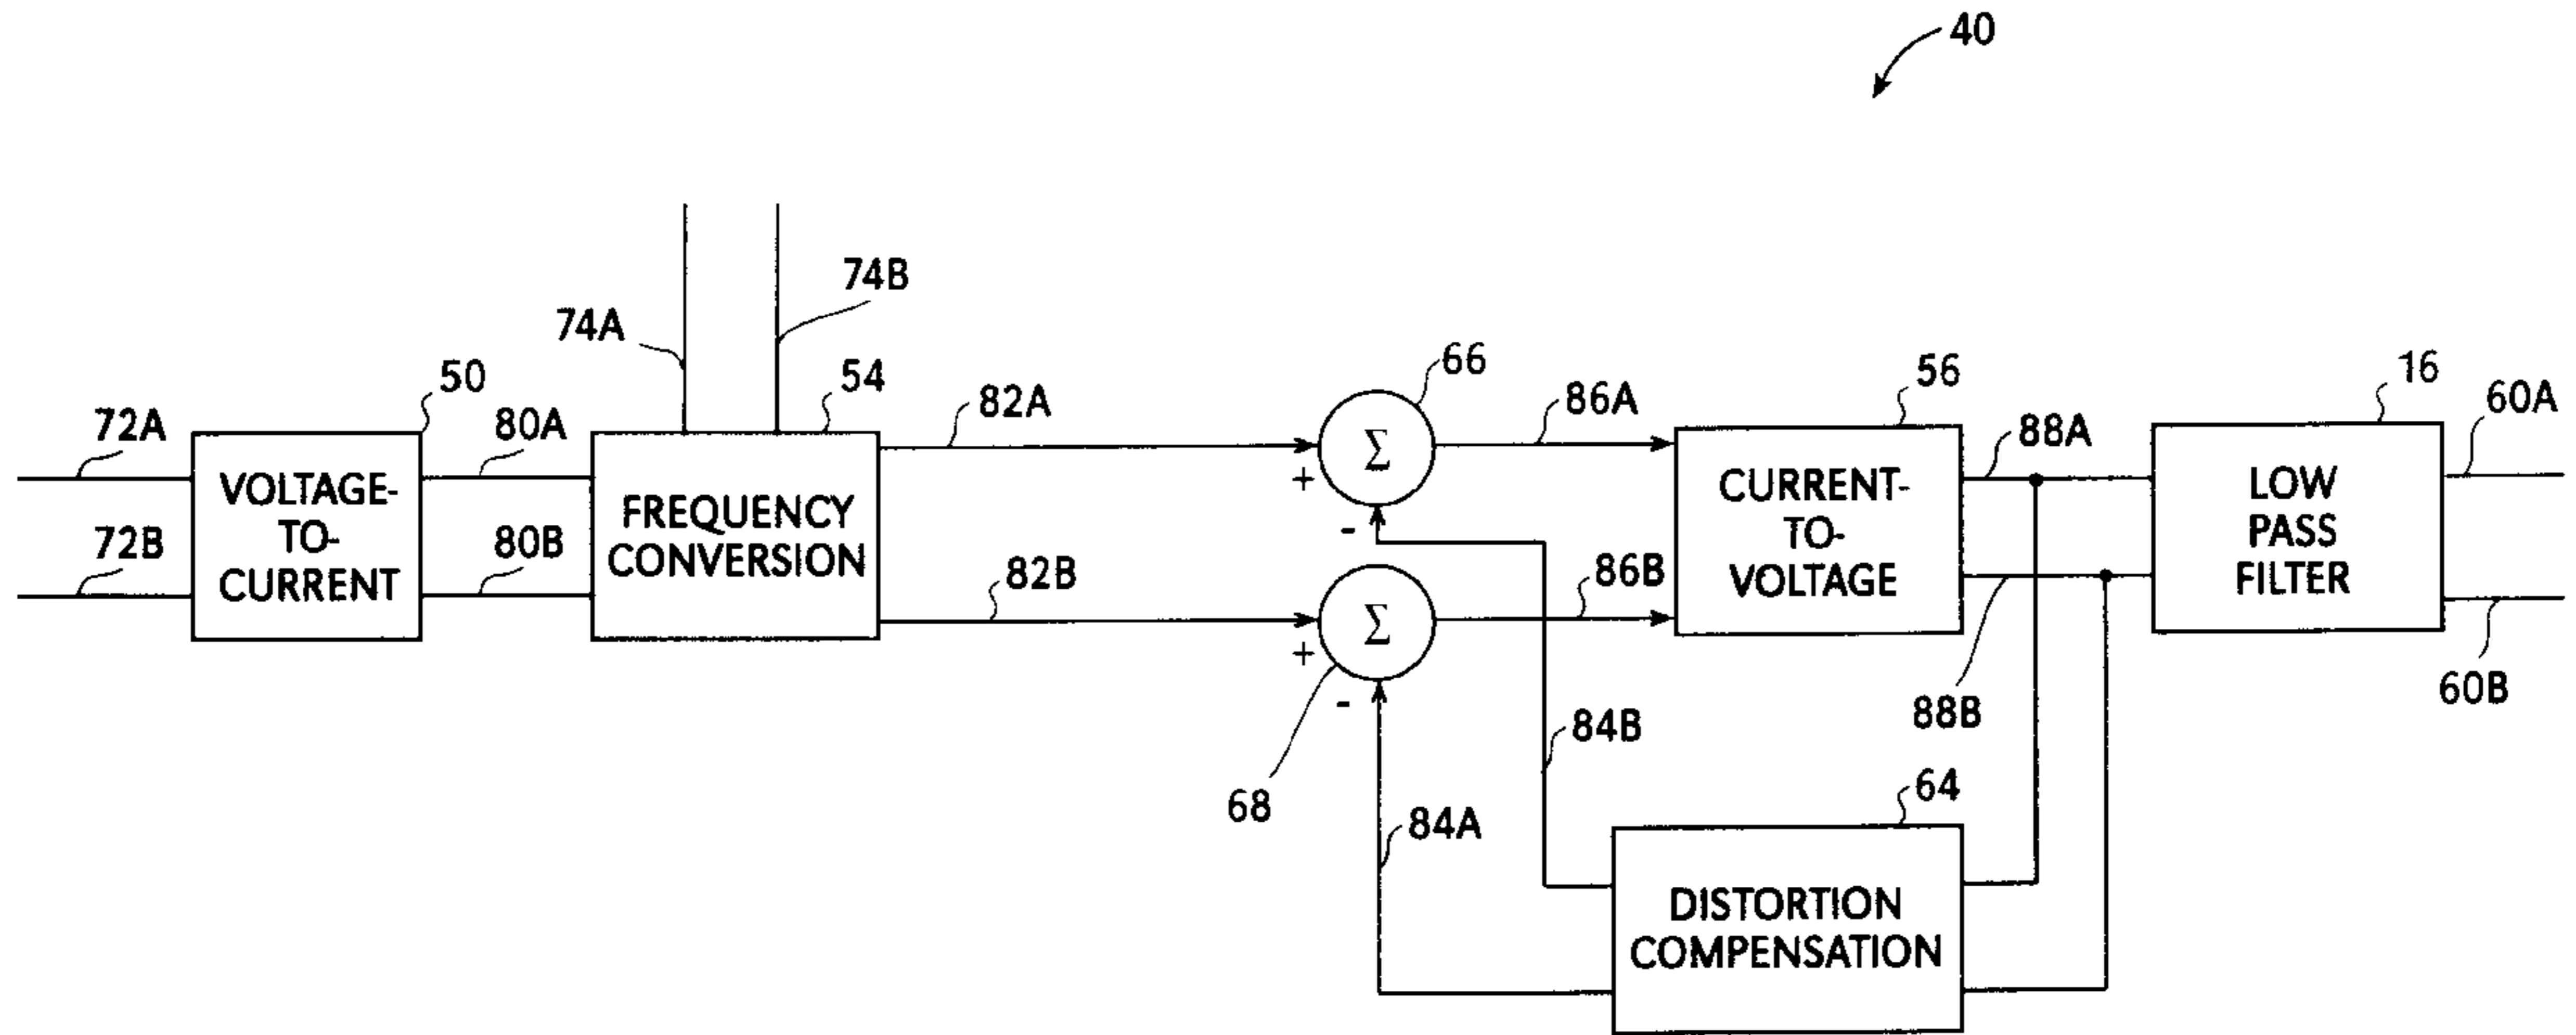 40
74B
74A
50
54
66
56
16
72A
80A
82A
86A
88A
60A
VOLTAGE-
TO-
CURRENT
FREQUENCY
CONVERSION
+
Σ
-
CURRENT-
TO-
VOLTAGE
LOW
PASS
FILTER
72B
80B
82B
86B
88B
60B
+
Σ
-
68
84B
84A
64
DISTORTION
COMPENSATION